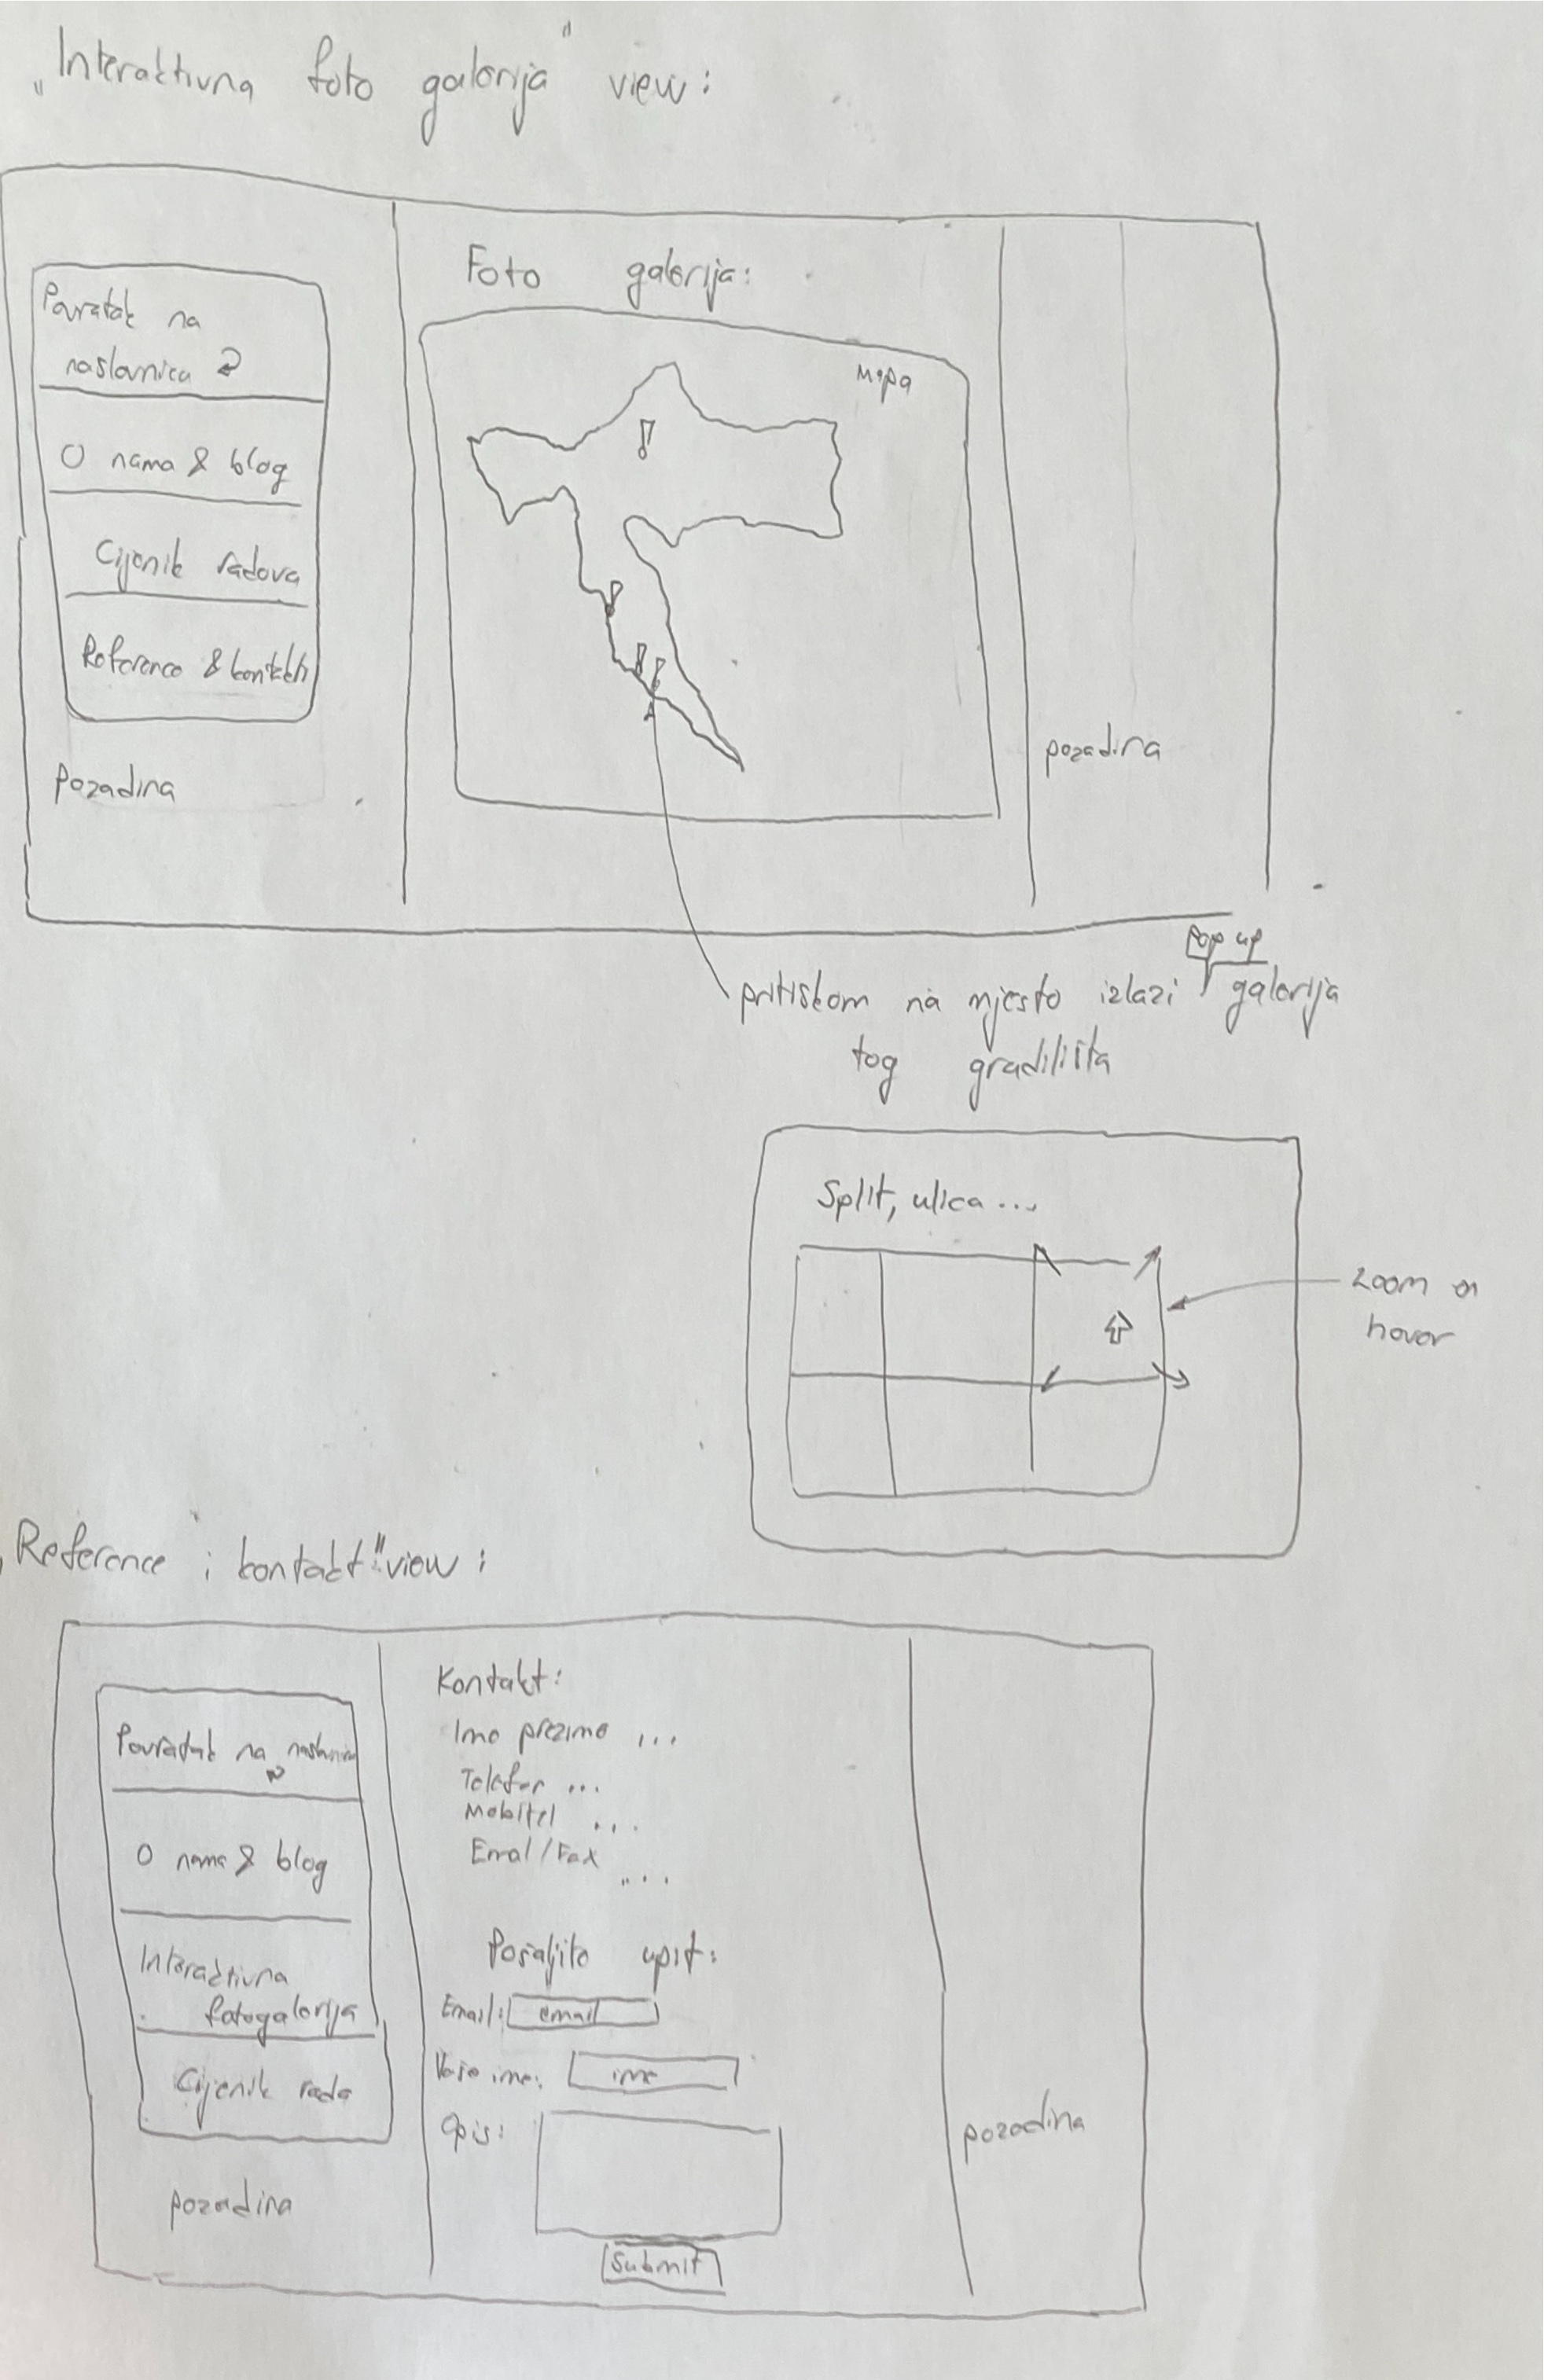 „Interaktivna foto galerija" view:
Foto galerija:
Povratak na
naslovnicu
O nama & blog
Cijenik radova
Reference & kontakti
Pozadina
Mapa
pozadina
Pop up
pritiskom na mjesto izlazi galerija
tog gradilišta
Split, ulica ...
Zoom on
hover
„Reference i kontakt" view:
Povratak na naslovnicu
O nama & blog
Interaktivna
fotogalerija
Cijenik rada
pozadina
Kontakt:
Ime prezime ...
Telefon ...
Mobitel ...
Email/Fax
....
Pošaljite upit:
Email: email
Vaše ime: ime
Opis:
Submit
pozadina